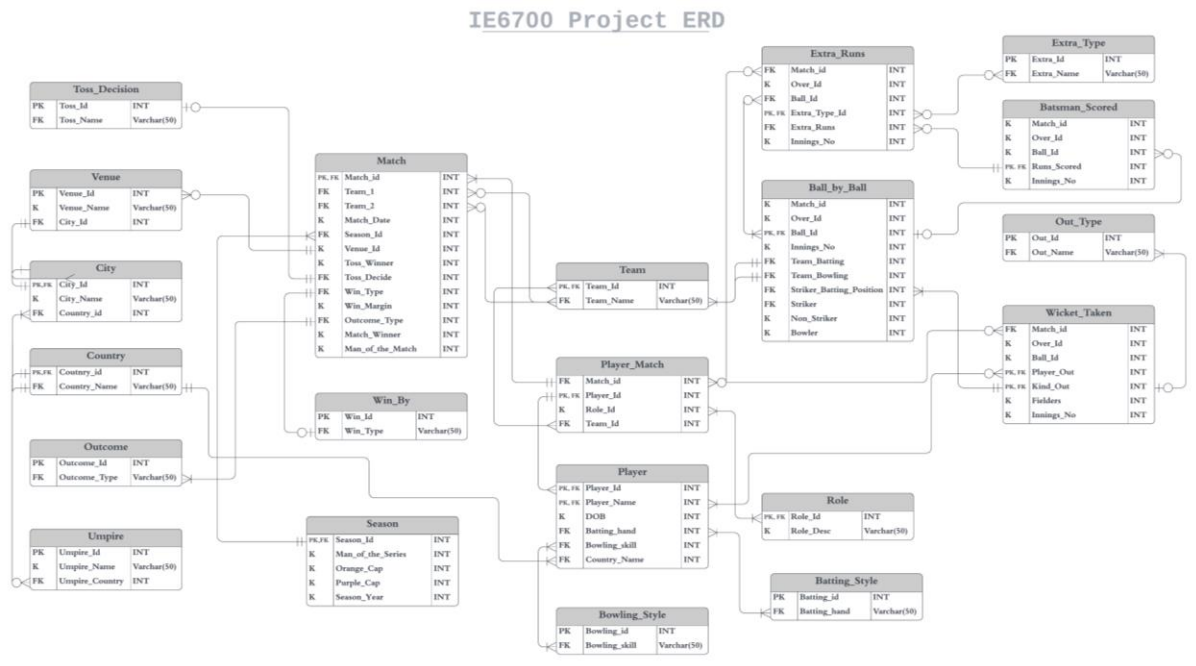 IE6700 Project ERD
Toss_Decision
PK Toss_Id INT
FK Toss_Name Varchar(50)
Venue
PK Venue_Id INT
K Venue_Name Varchar(50)
FK City_Id INT
City
PK,FK City_Id INT
K City_Name Varchar(50)
FK Country_id INT
Country
PK,FK Coutnry_id INT
FK Country_Name Varchar(50)
Outcome
PK Outcome_Id INT
FK Outcome_Type Varchar(50)
Umpire
PK Umpire_Id INT
K Umpire_Name Varchar(50)
FK Umpire_Country INT
Match
PK, FK Match_id INT
FK Team_1 INT
FK Team_2 INT
K Match_Date INT
FK Season_Id INT
K Venue_Id INT
K Toss_Winner INT
FK Toss_Decide INT
FK Win_Type INT
K Win_Margin INT
FK Outcome_Type INT
K Match_Winner INT
K Man_of_the_Match INT
Win_By
PK Win_Id INT
FK Win_Type Varchar(50)
Season
PK,FK Season_Id INT
K Man_of_the_Series INT
K Orange_Cap INT
K Purple_Cap INT
K Season_Year INT
Team
PK, FK Team_Id INT
FK Team_Name Varchar(50)
Player_Match
FK Match_id INT
PK, FK Player_Id INT
K Role_Id INT
FK Team_Id INT
Player
PK, FK Player_Id INT
PK, FK Player_Name INT
K DOB INT
FK Batting_hand INT
FK Bowling_skill INT
FK Country_Name INT
Bowling_Style
PK Bowling_id INT
FK Bowling_skill Varchar(50)
Extra_Runs
FK Match_id INT
K Over_Id INT
FK Ball_Id INT
PK, FK Extra_Type_Id INT
FK Extra_Runs INT
K Innings_No INT
Ball_by_Ball
K Match_id INT
K Over_Id INT
PK, FK Ball_Id INT
K Innings_No INT
FK Team_Batting INT
FK Team_Bowling INT
FK Striker_Batting_Position INT
FK Striker INT
K Non_Striker INT
K Bowler INT
Role
PK, FK Role_Id INT
K Role_Desc Varchar(50)
Batting_Style
PK Batting_id INT
FK Batting_hand Varchar(50)
Extra_Type
PK Extra_Id INT
FK Extra_Name Varchar(50)
Batsman_Scored
K Match_id INT
K Over_Id INT
K Ball_Id INT
PK, FK Runs_Scored INT
K Innings_No INT
Out_Type
PK Out_Id INT
FK Out_Name Varchar(50)
Wicket_Taken
FK Match_id INT
K Over_Id INT
K Ball_Id INT
PK, FK Player_Out INT
PK, FK Kind_Out INT
K Fielders INT
K Innings_No INT